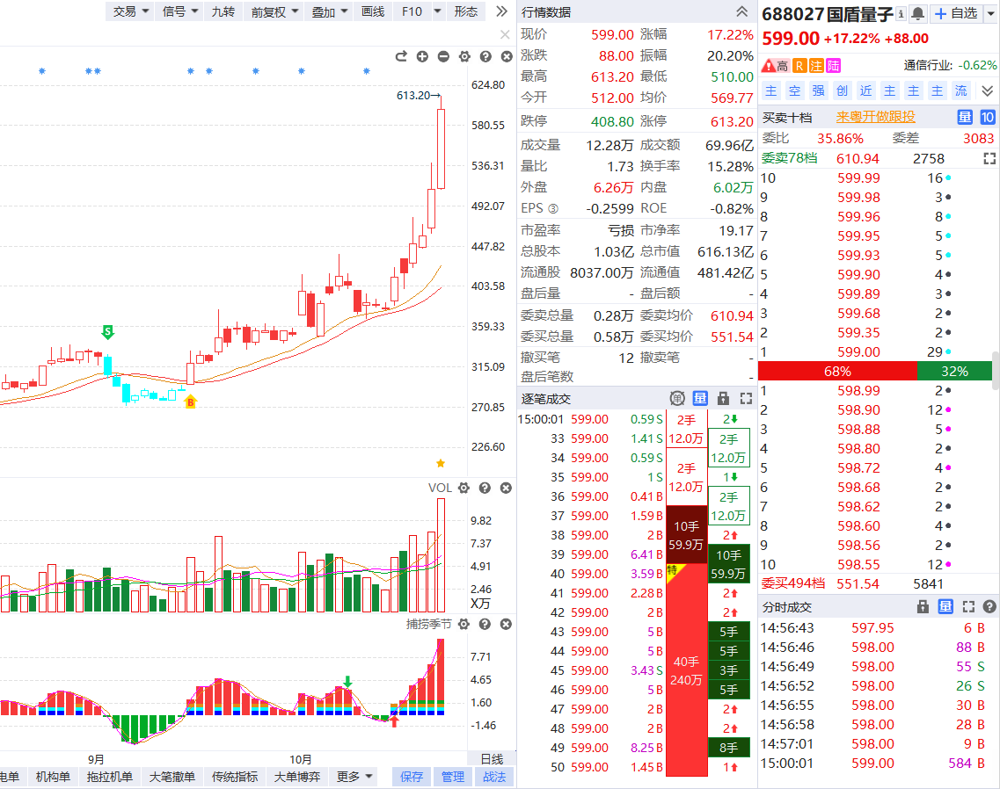 交易 信号 九转 前复权 叠加 画线 F10 形态
613.20→
624.80
580.55
536.31
492.07
447.82
403.58
359.33
315.09
270.85
226.60
S
B
VOL
9.82
7.37
4.91
2.46
X万
捕捞季节
7.71
4.65
1.60
-1.46
9月 10月 日线
电单 机构单 拖拉机单 大笔撤单 传统指标 大单博弈 更多 保存 管理 战法
行情数据
现价 599.00 涨幅 17.22%
涨跌 88.00 振幅 20.20%
最高 613.20 最低 510.00
今开 512.00 均价 569.77
跌停 408.80 涨停 613.20
成交量 12.28万 成交额 69.96亿
量比 1.73 换手率 15.28%
外盘 6.26万 内盘 6.02万
EPS ③ -0.2599 ROE -0.82%
市盈率 亏损 市净率 19.17
总股本 1.03亿 总市值 616.13亿
流通股 8037.00万 流通值 481.42亿
盘后量 - 盘后额 -
委卖总量 0.28万 委卖均价 610.94
委买总量 0.58万 委买均价 551.54
撤买笔 12 撤卖笔 -
盘后笔数 -
逐笔成交 单 量
15:00:01 599.00 0.59 S
33 599.00 1.41 S
34 599.00 0.59 S
35 599.00 1 S
36 599.00 0.41 B
37 599.00 1.59 B
38 599.00 2 B
39 599.00 6.41 B
40 599.00 3.59 B
41 599.00 2.28 B
42 599.00 2 B
43 599.00 5 B
44 599.00 5 B
45 599.00 3.43 S
46 599.00 5 B
47 599.00 2 B
48 599.00 2 B
49 599.00 8.25 B
50 599.00 1.45 B
2手
12.0万
2手
12.0万
10手
59.9万
特
40手
240万
2⬇
2手
12.0万
1⬇
2手
12.0万
2⬆
10手
59.9万
2⬆
2⬆
5手
5手
3手
5手
2⬆
2⬆
8手
1⬆
688027 国盾量子 自选
599.00 +17.22% +88.00
高 R 注 陆 通信行业: -0.62%
主 空 强 创 近 主 主 主 流
买卖十档 来粤开做跟投 量 10
委比 35.86% 委差 3083
委卖78档 610.94 2758
10 599.99 16
9 599.98 3
8 599.96 8
7 599.95 5
6 599.93 5
5 599.90 4
4 599.89 3
3 599.68 2
2 599.35 2
1 599.00 29
68% 32%
1 598.99 2
2 598.90 12
3 598.88 5
4 598.80 2
5 598.72 4
6 598.68 2
7 598.62 2
8 598.60 4
9 598.56 2
10 598.55 12
委买494档 551.54 5841
分时成交 量
14:56:43 597.95 6 B
14:56:46 598.00 88 B
14:56:49 598.00 55 S
14:56:52 598.00 26 S
14:56:55 598.00 30 B
14:56:58 598.00 28 B
14:57:01 598.00 9 B
15:00:01 599.00 584 B